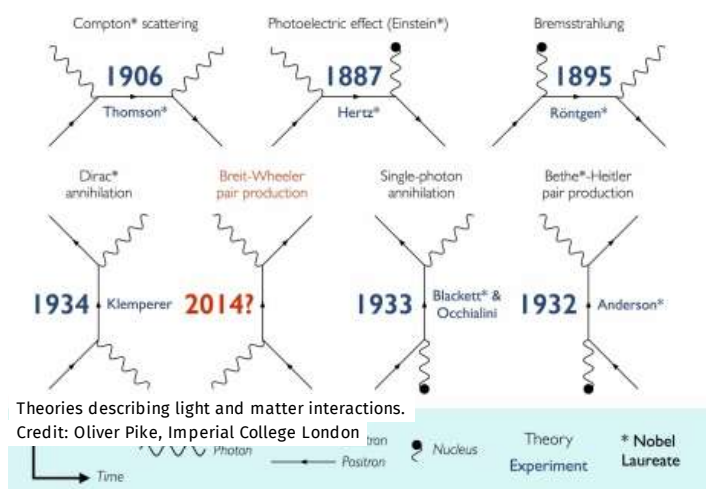 Compton* scattering
Photoelectric effect (Einstein*)
Bremsstrahlung
1906
1887
1895
Thomson*
Hertz*
Röntgen*
Dirac*
annihilation
Breit-Wheeler
pair production
Single-photon
annihilation
Bethe*-Heitler
pair production
1934
Klemperer
2014?
1933
Blackett* &
Occhialini
1932
Anderson*
Theories describing light and matter interactions.
Credit: Oliver Pike, Imperial College London
Time
Photon
Positron
Nucleus
Theory
Experiment
* Nobel
Laureate